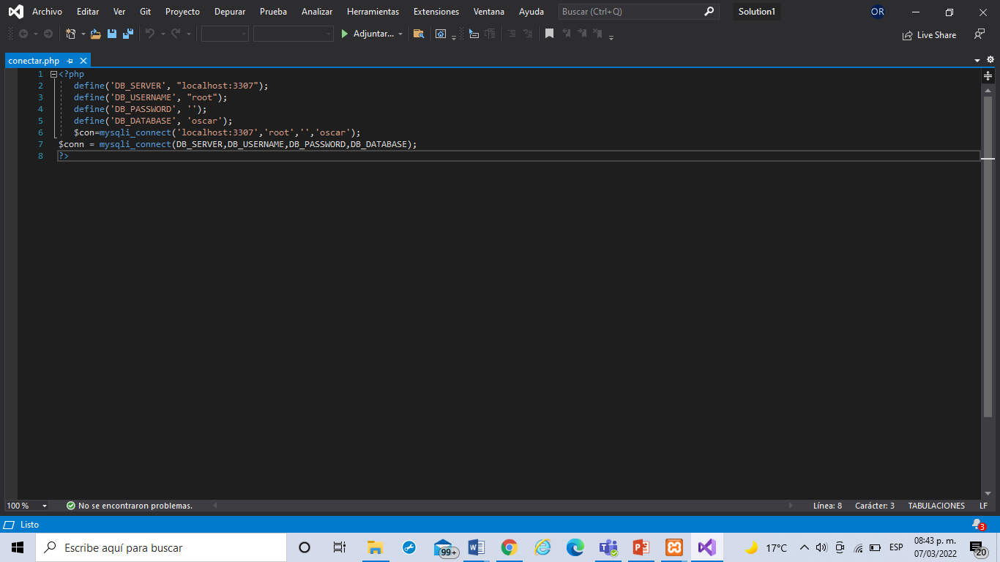 Archivo Editar Ver Git Proyecto Depurar Prueba Analizar Herramientas Extensiones Ventana Ayuda Buscar (Ctrl+Q) Solution1 OR
Adjuntar... Live Share
conectar.php
1 <?php
2 define('DB_SERVER', "localhost:3307");
3 define('DB_USERNAME', "root");
4 define('DB_PASSWORD', '');
5 define('DB_DATABASE', 'oscar');
6 $con=mysqli_connect('localhost:3307','root','','oscar');
7 $conn = mysqli_connect(DB_SERVER,DB_USERNAME,DB_PASSWORD,DB_DATABASE);
8 ?>
100 % No se encontraron problemas. Línea: 8 Carácter: 3 TABULACIONES LF
Listo 3
Escribe aquí para buscar 99+ 17°C ESP 08:43 p. m.
07/03/2022 20